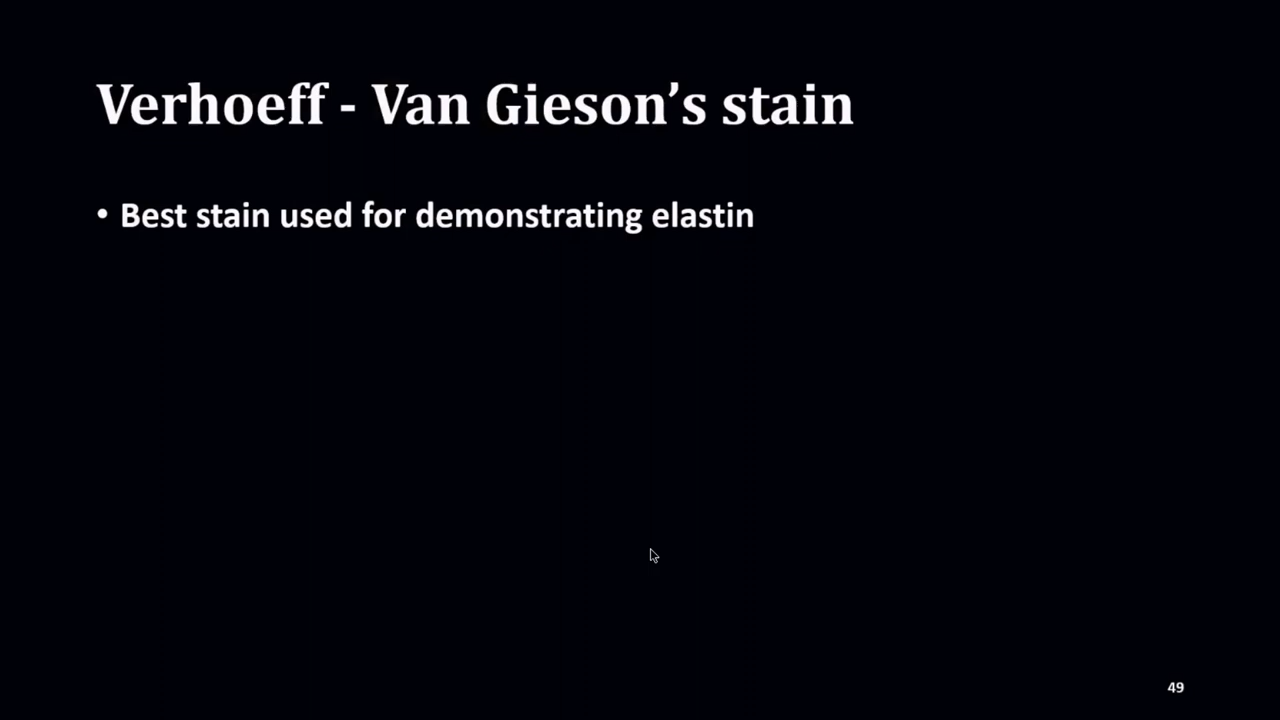 Verhoeff - Van Gieson’s stain
• Best stain used for demonstrating elastin
49